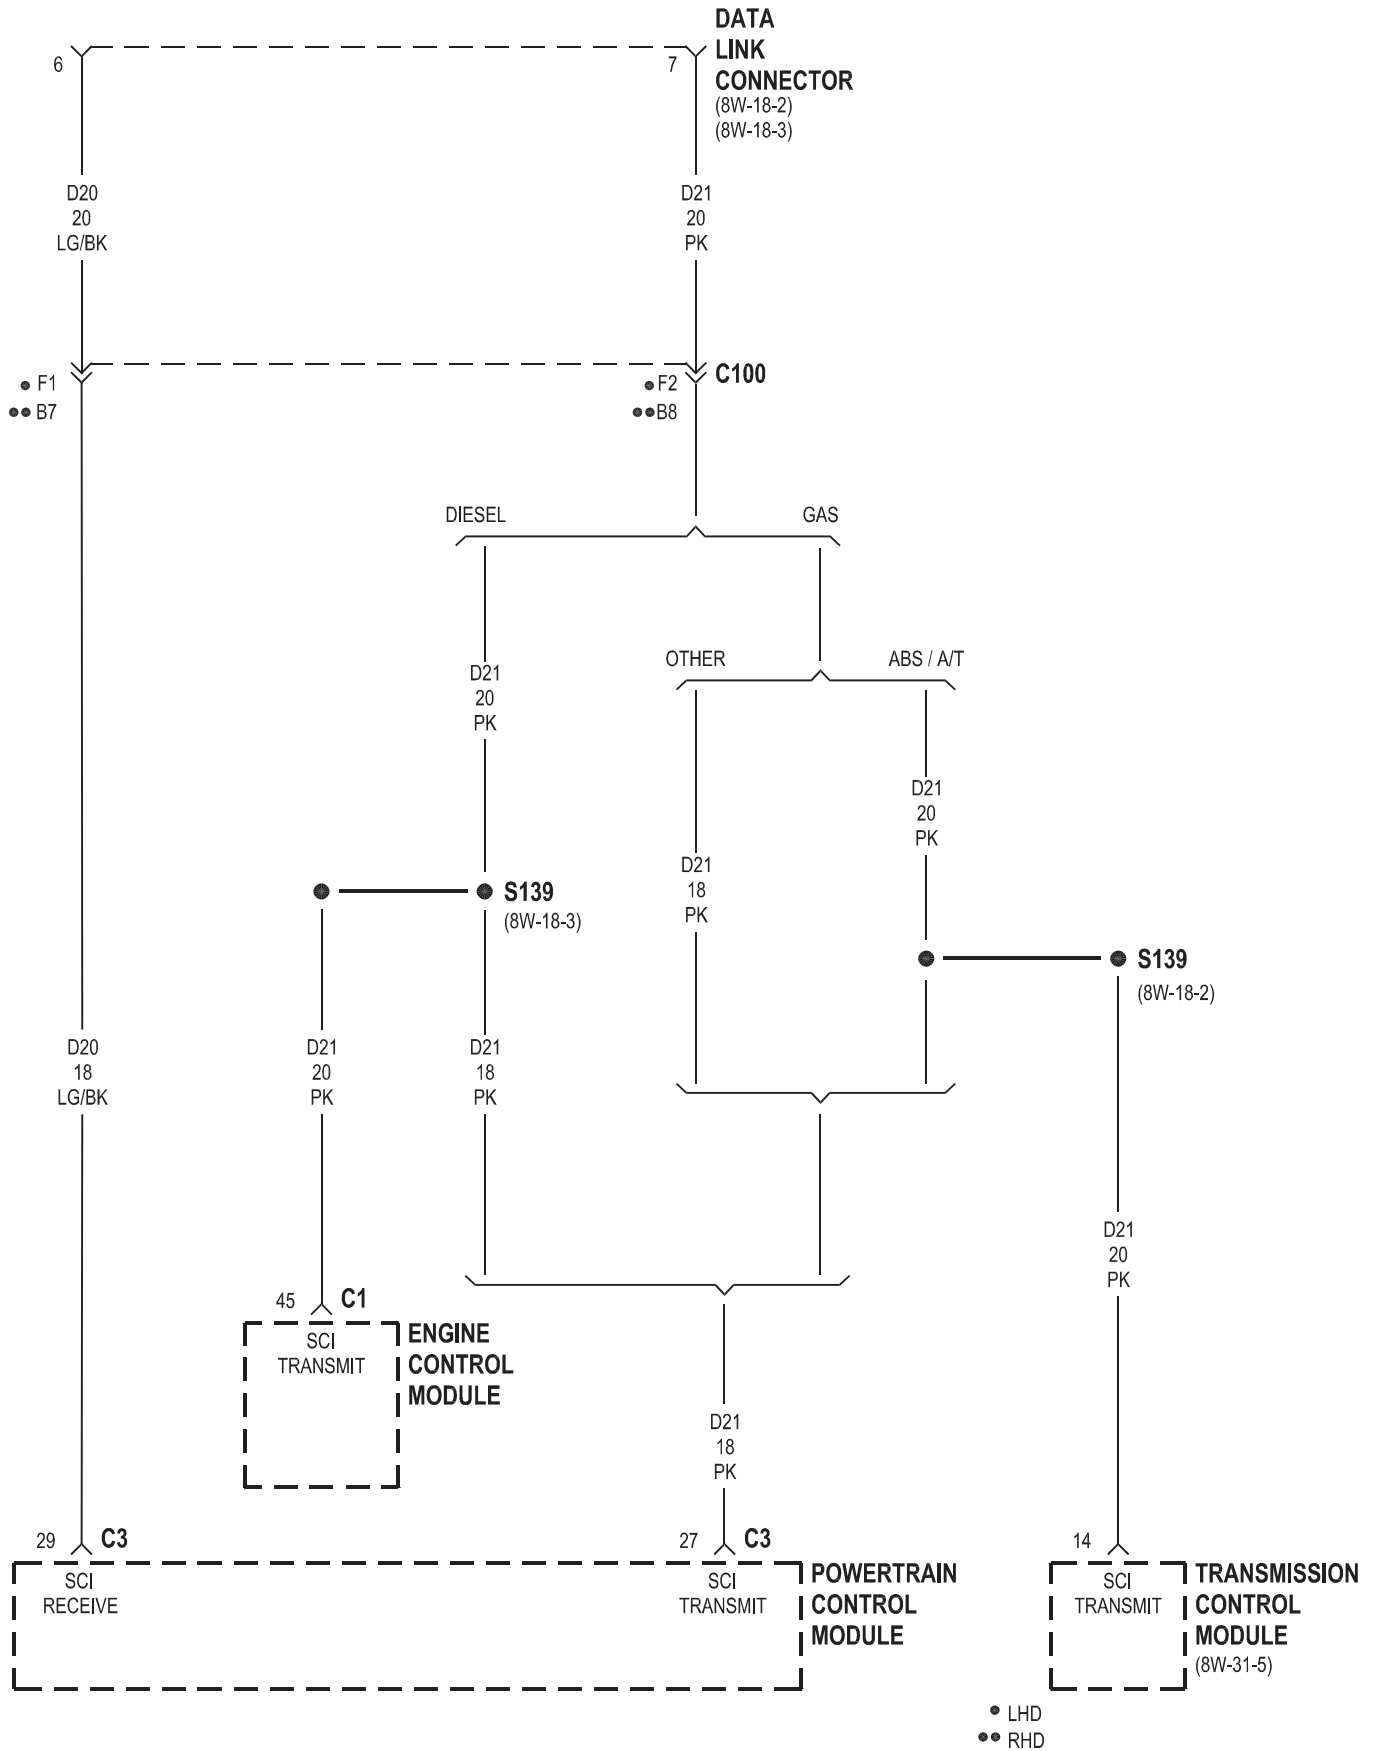 DATA
LINK
CONNECTOR
(8W-18-2)
(8W-18-3)
6
7
D20
20
LG/BK
D21
20
PK
C100
● F1
●● B7
● F2
●● B8
DIESEL
GAS
D21
20
PK
OTHER
ABS / A/T
D21
20
PK
D21
18
PK
S139
(8W-18-3)
S139
(8W-18-2)
D20
18
LG/BK
D21
20
PK
D21
18
PK
D21
20
PK
45
C1
SCI
TRANSMIT
ENGINE
CONTROL
MODULE
D21
18
PK
29
C3
27
C3
14
SCI
RECEIVE
SCI
TRANSMIT
POWERTRAIN
CONTROL
MODULE
SCI
TRANSMIT
TRANSMISSION
CONTROL
MODULE
(8W-31-5)
● LHD
●● RHD